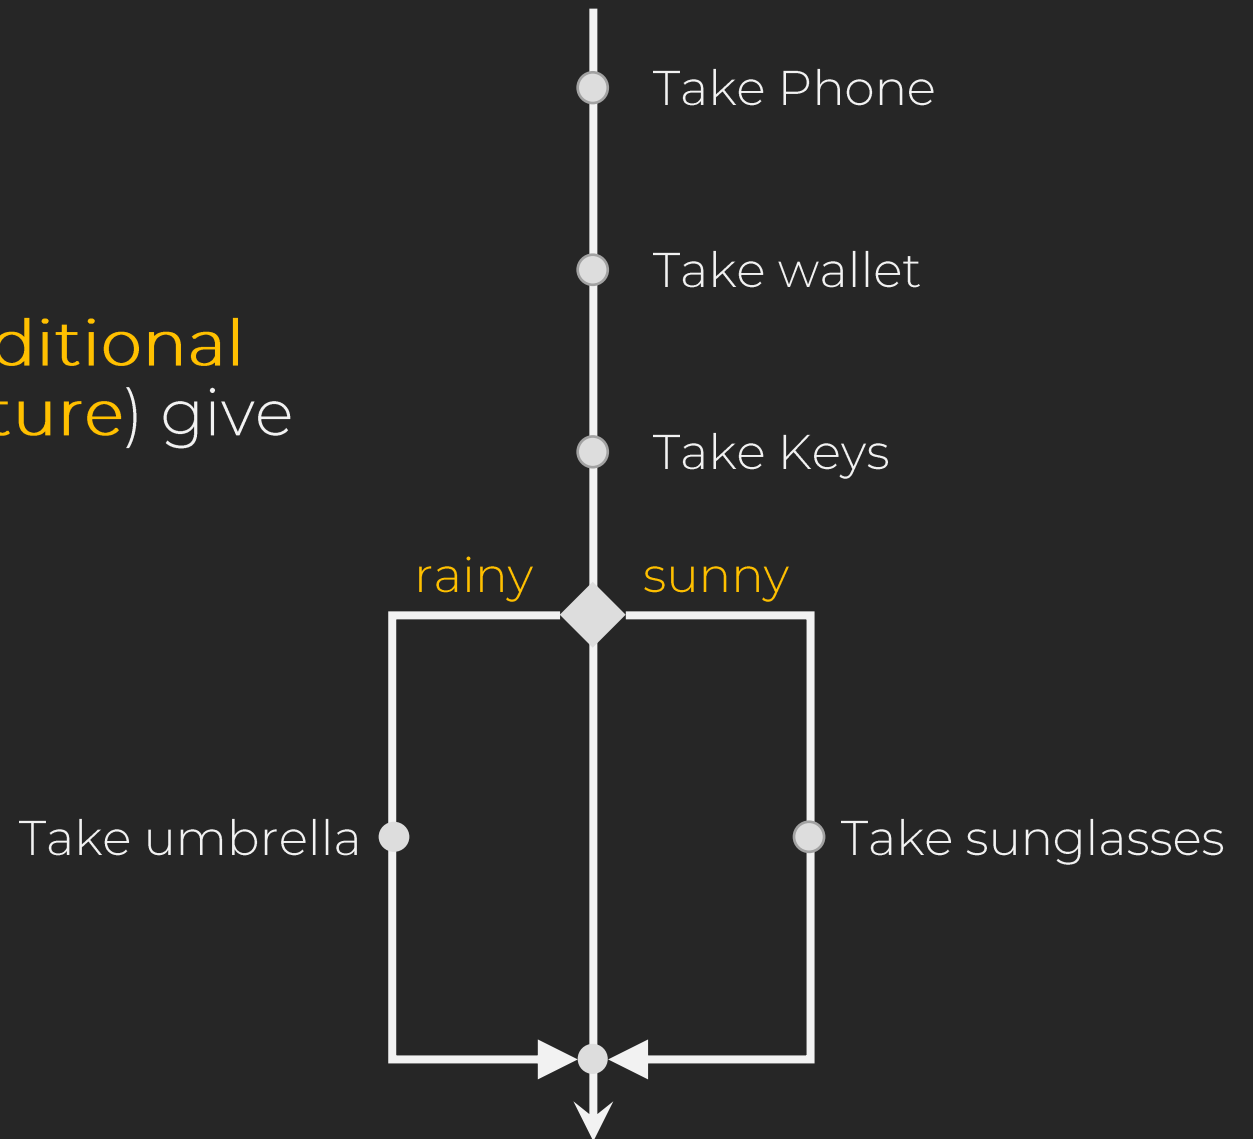 Take Phone
Take wallet
ditional
ture) give
Take Keys
rainy
sunny
Take umbrella
Take sunglasses